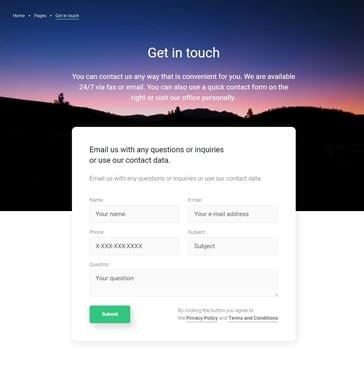 Home • Pages • Get in touch
Get in touch
You can contact us any way that is convenient for you. We are available
24/7 via fax or email. You can also use a quick contact form on the
right or visit our office personally.
Email us with any questions or inquiries
or use our contact data.
Email us with any questions or inquiries or use our contact data.
Name
E-mail
Your name
Your e-mail address
Phone
Subject
X-XXX-XXX-XXXX
Subject
Question
Your question
Submit
By clicking the button you agree to
the Privacy Policy and Terms and Conditions